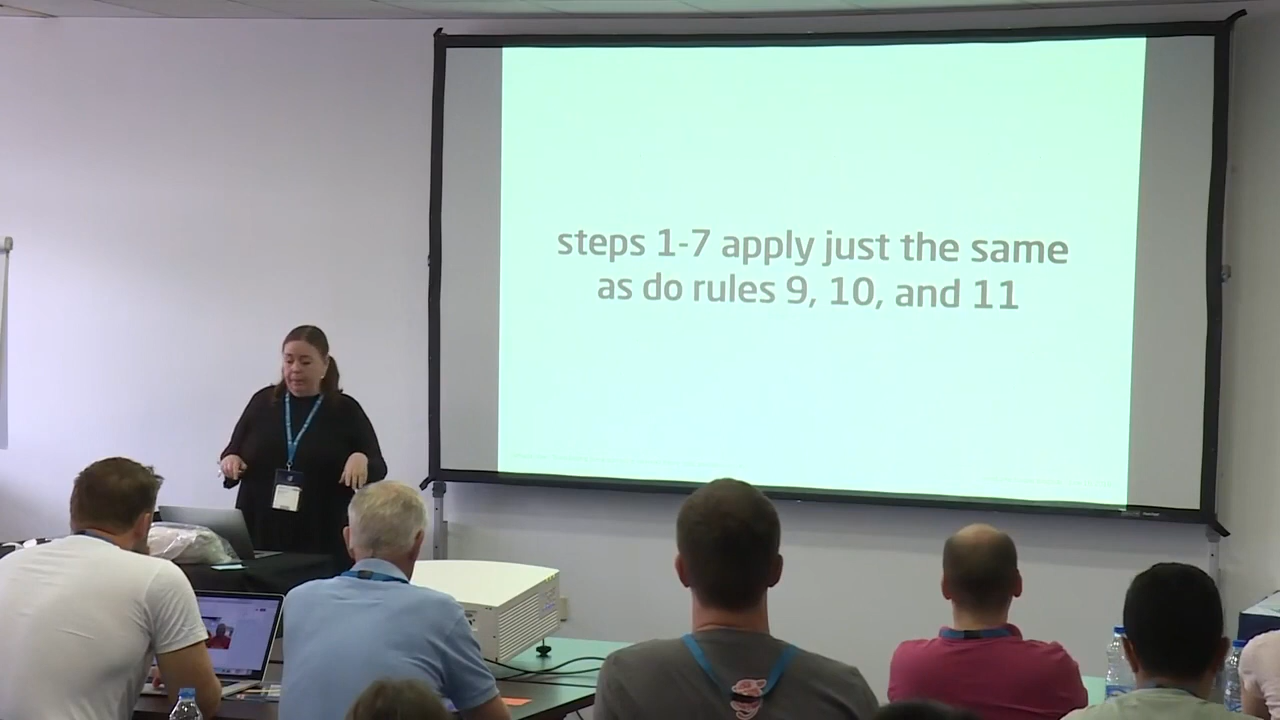 steps 1-7 apply just the same
as do rules 9, 10, and 11